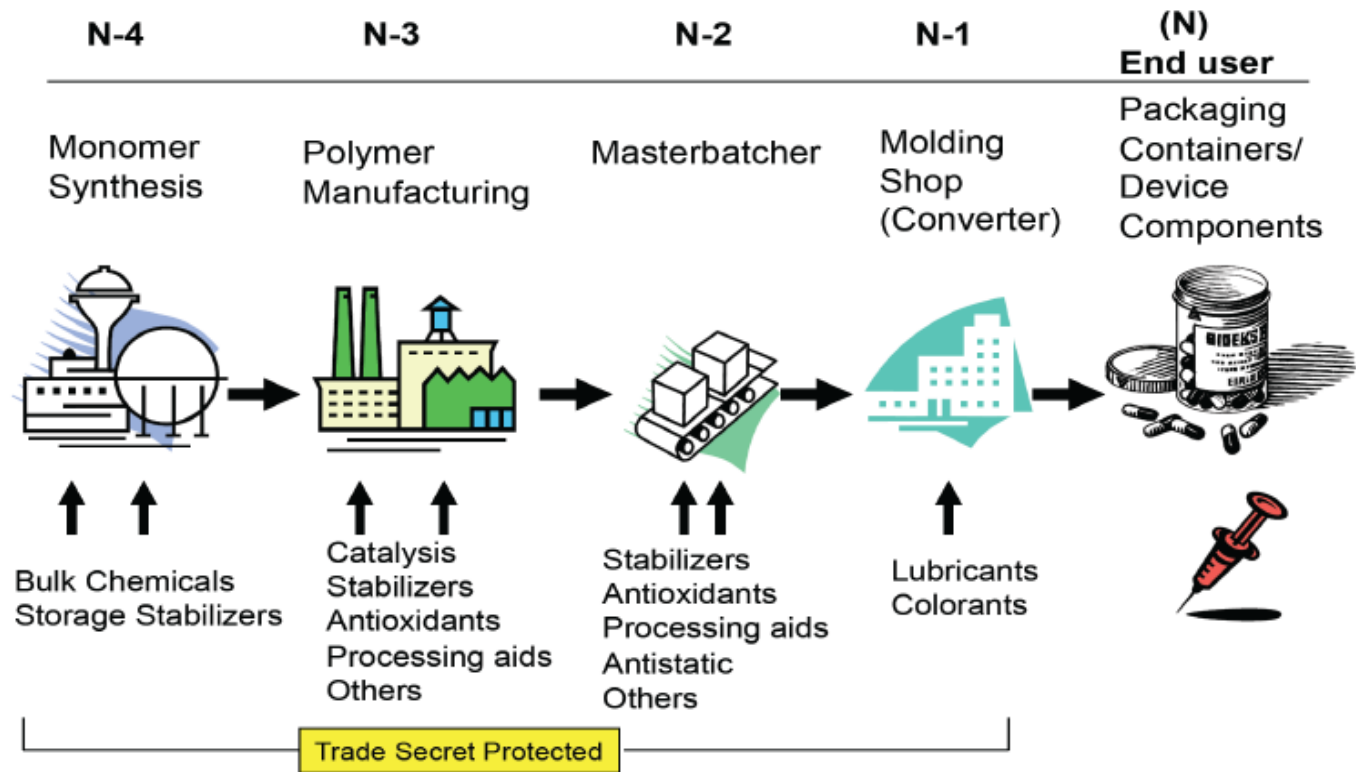 N-4
N-3
N-2
N-1
(N)
End user
Monomer
Synthesis
Polymer
Manufacturing
Masterbatcher
Molding
Shop
(Converter)
Packaging
Containers/
Device
Components
Bulk Chemicals
Storage Stabilizers
Catalysis
Stabilizers
Antioxidants
Processing aids
Others
Stabilizers
Antioxidants
Processing aids
Antistatic
Others
Lubricants
Colorants
Trade Secret Protected